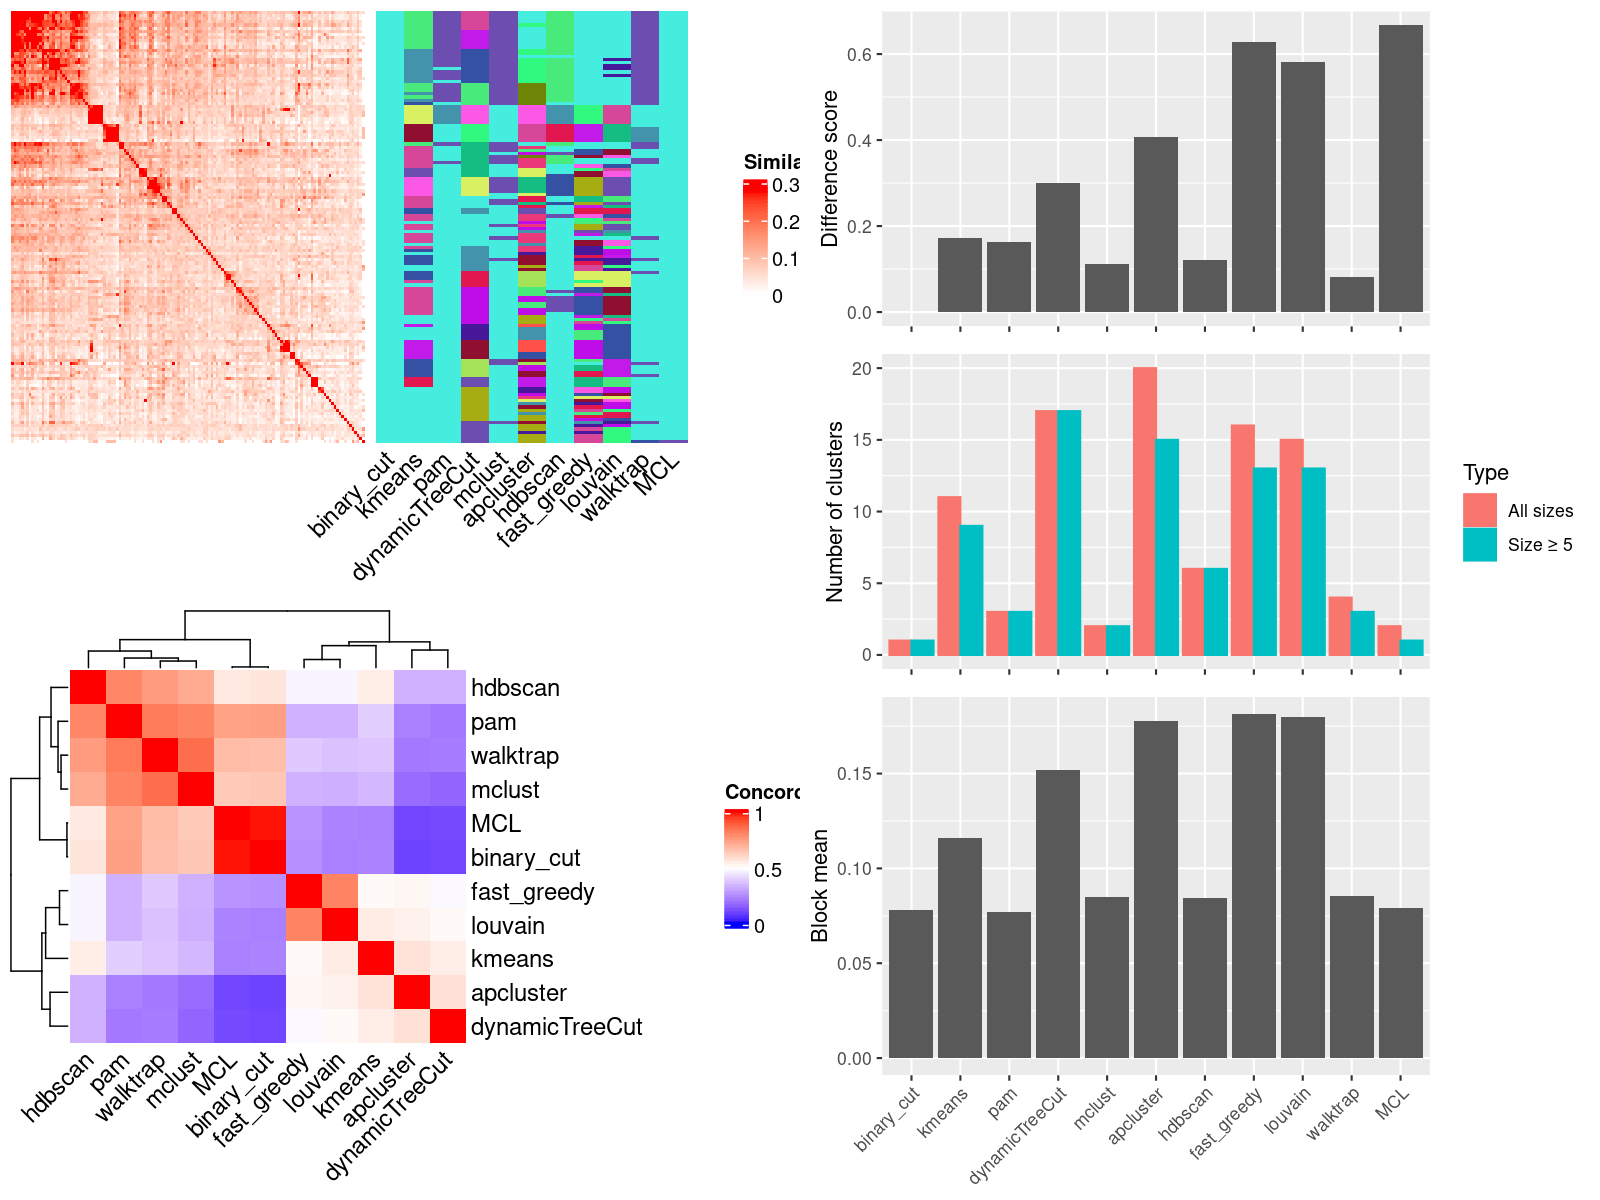 Simila
0.3
0.2
0.1
0
binary_cut
kmeans
pam
dynamicTreeCut
mclust
apcluster
hdbscan
fast_greedy
louvain
walktrap
MCL
hdbscan
pam
walktrap
mclust
MCL
binary_cut
fast_greedy
louvain
kmeans
apcluster
dynamicTreeCut
hdbscan
pam
walktrap
mclust
MCL
binary_cut
fast_greedy
louvain
kmeans
apcluster
dynamicTreeCut
Concord
1
0.5
0
Difference score
0.6
0.4
0.2
0.0
Number of clusters
20
15
10
5
0
Type
All sizes
Size ≥ 5
Block mean
0.15
0.10
0.05
0.00
binary_cut
kmeans
pam
dynamicTreeCut
mclust
apcluster
hdbscan
fast_greedy
louvain
walktrap
MCL